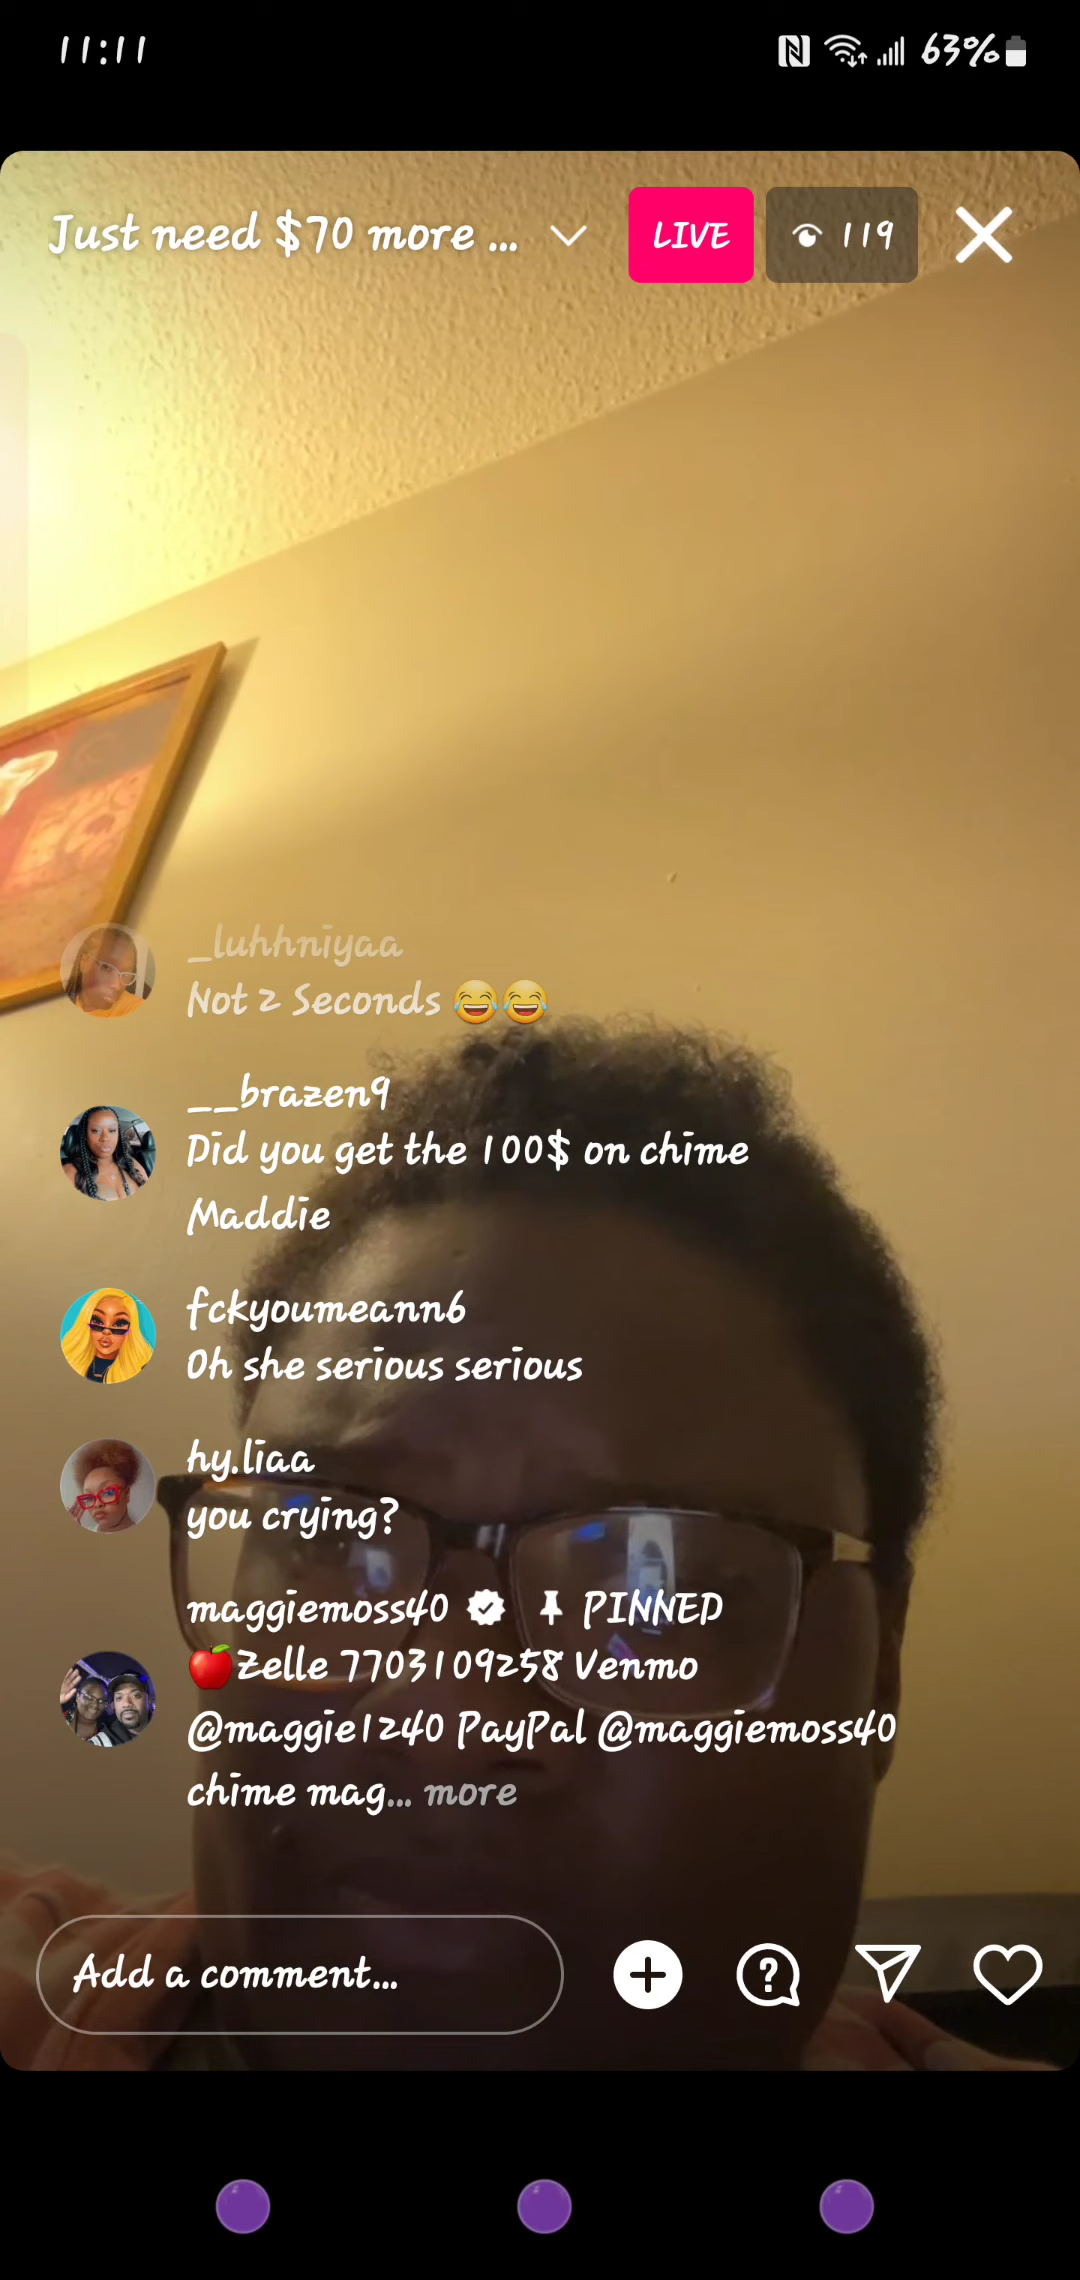 11:11
63%
Just need $70 more ...
LIVE
119
_luhhniyaa
Not 2 Seconds 😂😂
__brazen9
Did you get the 100$ on chime
Maddie
fckyoumeann6
Oh she serious serious
hy.liaa
you crying?
maggiemoss40 PINNED
🍎Zelle 7703109258 Venmo
@maggie1240 PayPal @maggiemoss40
chime mag... more
Add a comment...